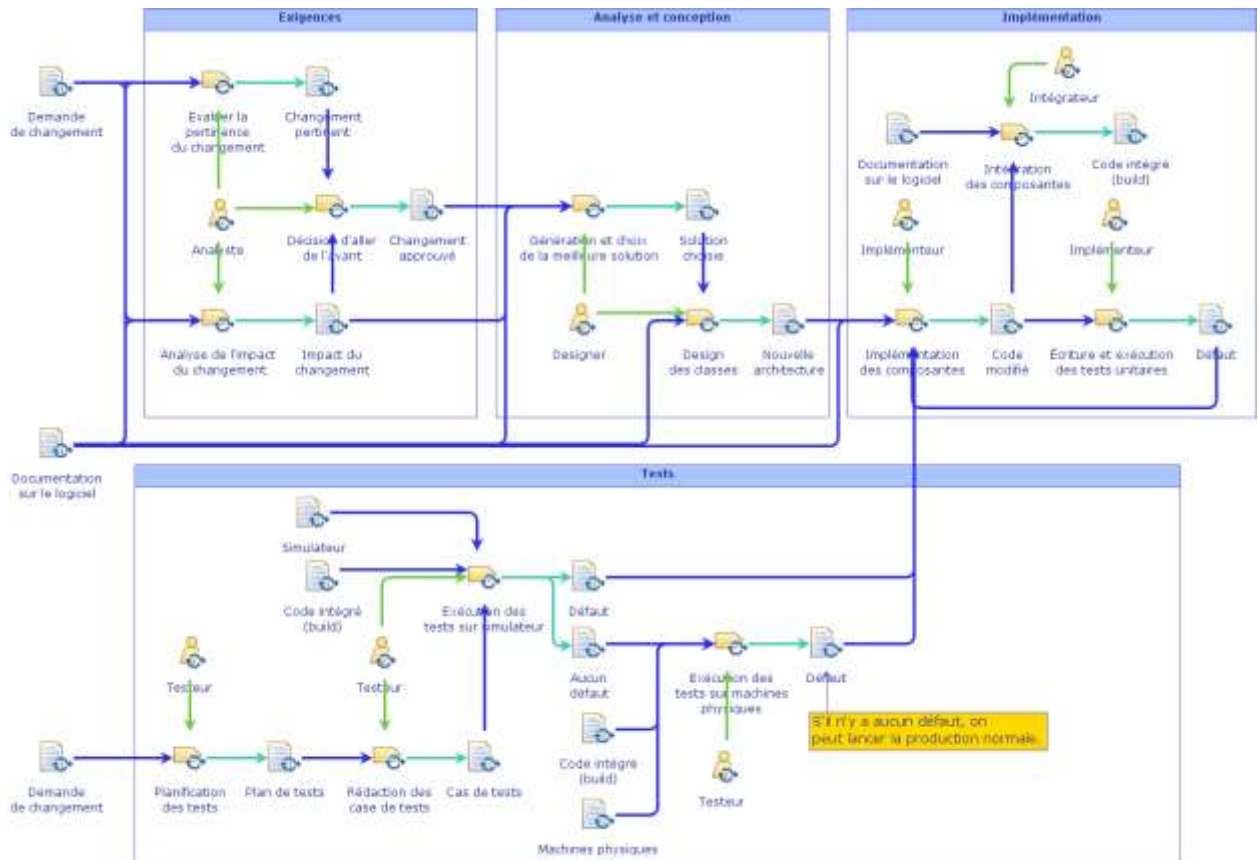 Exigences
Analyse et conception
Implémentation
Demande
de changement
Evaluer la
pertinence
du changement
Changement
pertinent
Analyste
Décision d'aller
de l'avant
Changement
approuvé
Analyse de l'impact
du changement
Impact du
changement
Génération et choix
de la meilleure solution
Solution
choisie
Designer
Design
des classes
Nouvelle
architecture
Intégrateur
Documentation
sur le logiciel
Intégration
des composantes
Code intégré
(build)
Implémenteur
Implémenteur
Implémentation
des composantes
Code
modifié
Écriture et exécution
des tests unitaires
Défaut
Documentation
sur le logiciel
Tests
Simulateur
Code intégré
(build)
Exécution des
tests sur simulateur
Défaut
Testeur
Testeur
Aucun
défaut
Exécution des
tests sur machines
physiques
Défaut
S'il n'y a aucun défaut, on
peut lancer la production normale.
Demande
de changement
Planification
des tests
Plan de tests
Rédaction des
case de tests
Cas de tests
Code intégré
(build)
Testeur
Machines physiques